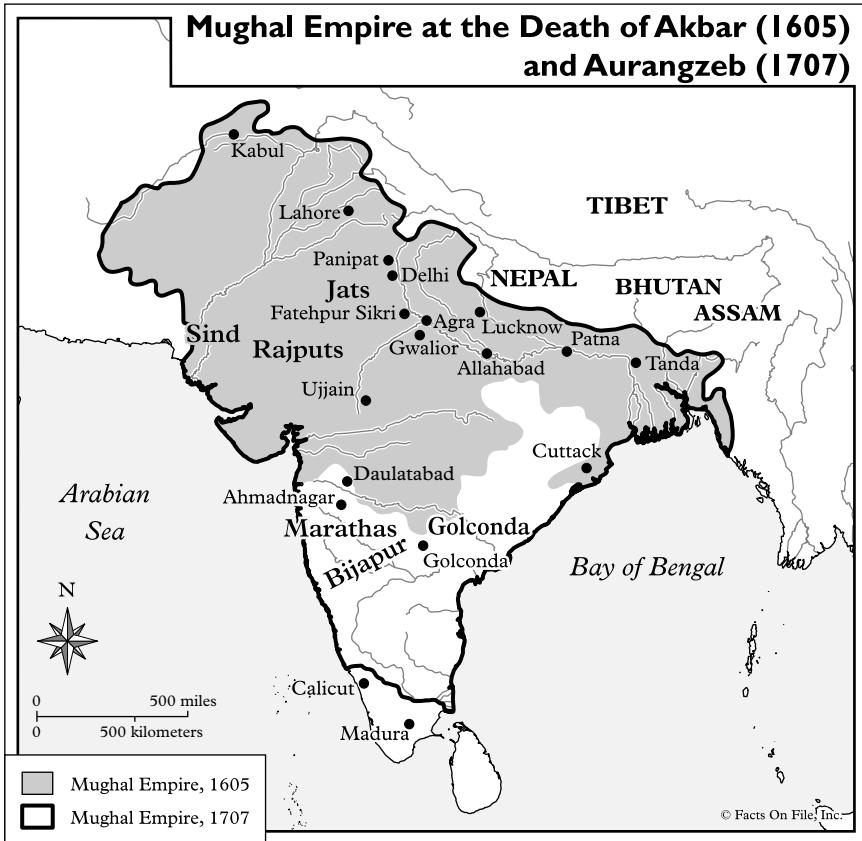 Mughal Empire at the Death of Akbar (1605)
and Aurangzeb (1707)
Kabul
Lahore
TIBET
Panipat
Delhi
NEPAL
Jats
BHUTAN
Fatehpur Sikri
Agra
Lucknow
ASSAM
Sind
Rajputs
Gwalior
Patna
Allahabad
Tanda
Ujjain
Cuttack
Daulatabad
Arabian
Sea
Ahmadnagar
Marathas
Golconda
Bijapur
Golconda
Bay of Bengal
N
Calicut
0 500 miles
0 500 kilometers
Madura
Mughal Empire, 1605
Mughal Empire, 1707
© Facts On File, Inc.